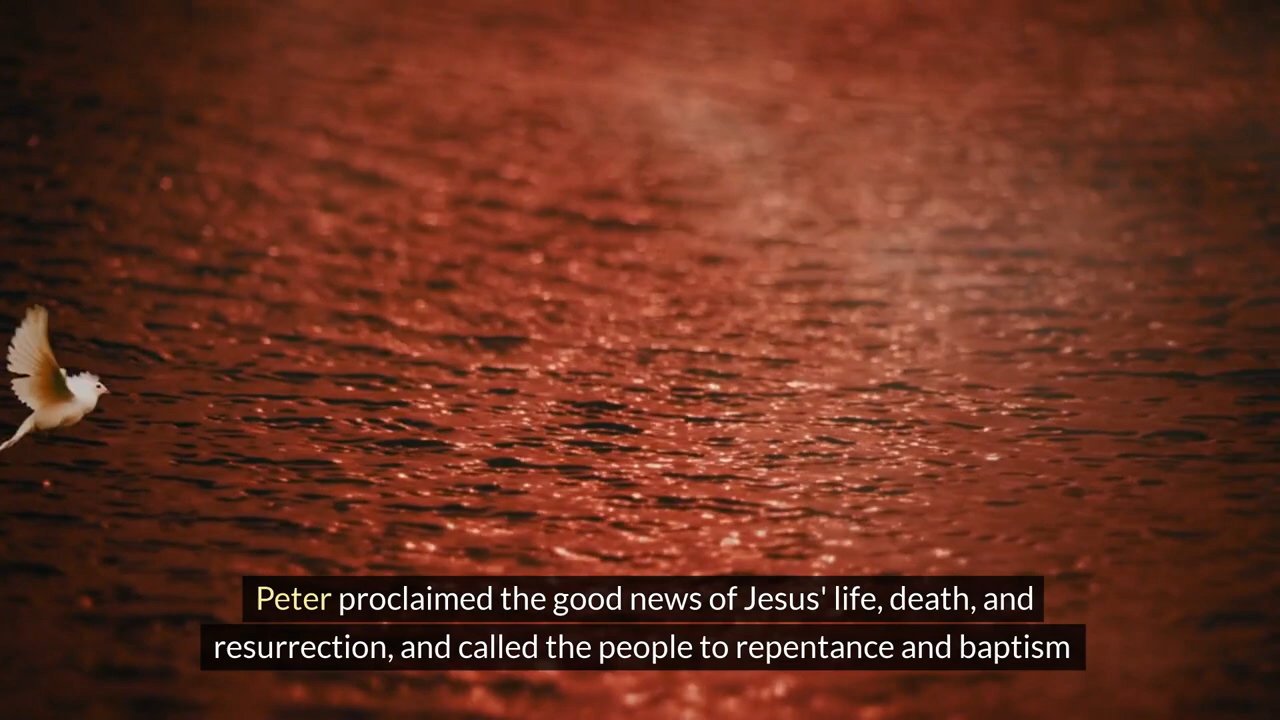 Peter proclaimed the good news of Jesus' life, death, and
resurrection, and called the people to repentance and baptism